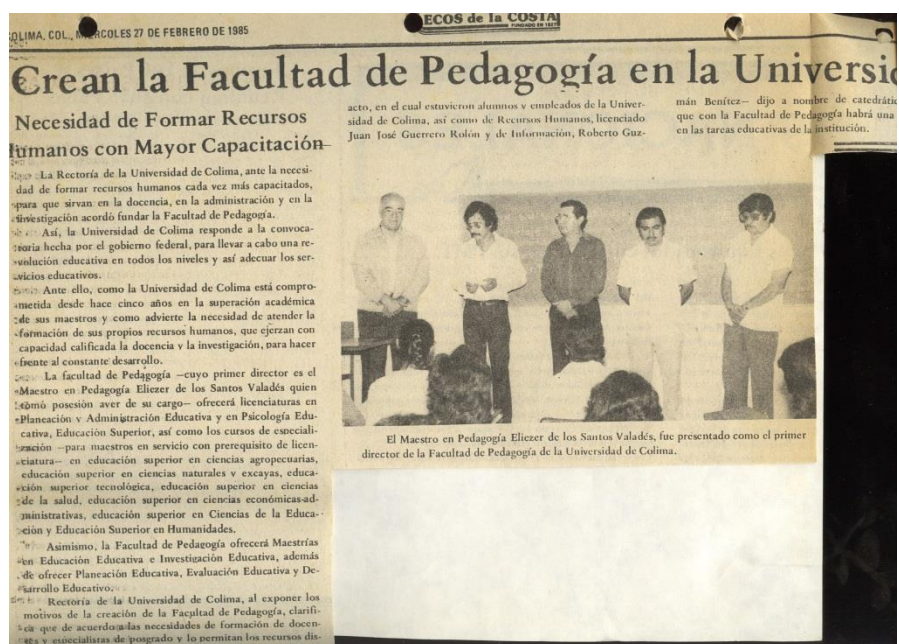 ECOS de la COSTA
FUNDADO EN 1927
COLIMA, COL., MIERCOLES 27 DE FEBRERO DE 1985
Crean la Facultad de Pedagogía en la Universid
Necesidad de Formar Recursos
Humanos con Mayor Capacitación
La Rectoría de la Universidad de Colima, ante la necesi-
dad de formar recursos humanos cada vez más capacitados,
para que sirvan en la docencia, en la administración y en la
investigación acordó fundar la Facultad de Pedagogía.
Así, la Universidad de Colima responde a la convoca-
toria hecha por el gobierno federal, para llevar a cabo una re-
volución educativa en todos los niveles y así adecuar los ser-
vicios educativos.
Ante ello, como la Universidad de Colima está compro-
metida desde hace cinco años en la superación académica
de sus maestros y como advierte la necesidad de atender la
formación de sus propios recursos humanos, que ejerzan con
capacidad calificada la docencia y la investigación, para hacer
frente al constante desarrollo.
La facultad de Pedagogía —cuyo primer director es el
Maestro en Pedagogía Eliezer de los Santos Valadés quien
tomó posesión ayer de su cargo— ofrecerá licenciaturas en
Planeación y Administración Educativa y en Psicología Edu-
cativa, Educación Superior, así como los cursos de especiali-
zación —para maestros en servicio con prerequisito de licen-
ciatura— en educación superior en ciencias agropecuarias,
educación superior en ciencias naturales y excayas, educa-
ción superior tecnológica, educación superior en ciencias
de la salud, educación superior en ciencias económicas-ad-
ministrativas, educación superior en Ciencias de la Educa-
ción y Educación Superior en Humanidades.
Asimismo, la Facultad de Pedagogía ofrecerá Maestrías
en Educación Educativa e Investigación Educativa, además
de ofrecer Planeación Educativa, Evaluación Educativa y De-
sarrollo Educativo.
Rectoría de la Universidad de Colima, al exponer los
motivos de la creación de la Facultad de Pedagogía, clarifi-
ca que de acuerdo a las necesidades de formación de docen-
tes y especialistas de posgrado y lo permitan los recursos dis-
acto, en el cual estuvieron alumnos y empleados de la Univer-
sidad de Colima, así como de Recursos Humanos, licenciado
Juan José Guerrero Rolón y de Información, Roberto Guz-
mán Benítez— dijo a nombre de catedrátic
que con la Facultad de Pedagogía habrá una
en las tareas educativas de la institución.
El Maestro en Pedagogía Eliezer de los Santos Valadés, fue presentado como el primer
director de la Facultad de Pedagogía de la Universidad de Colima.